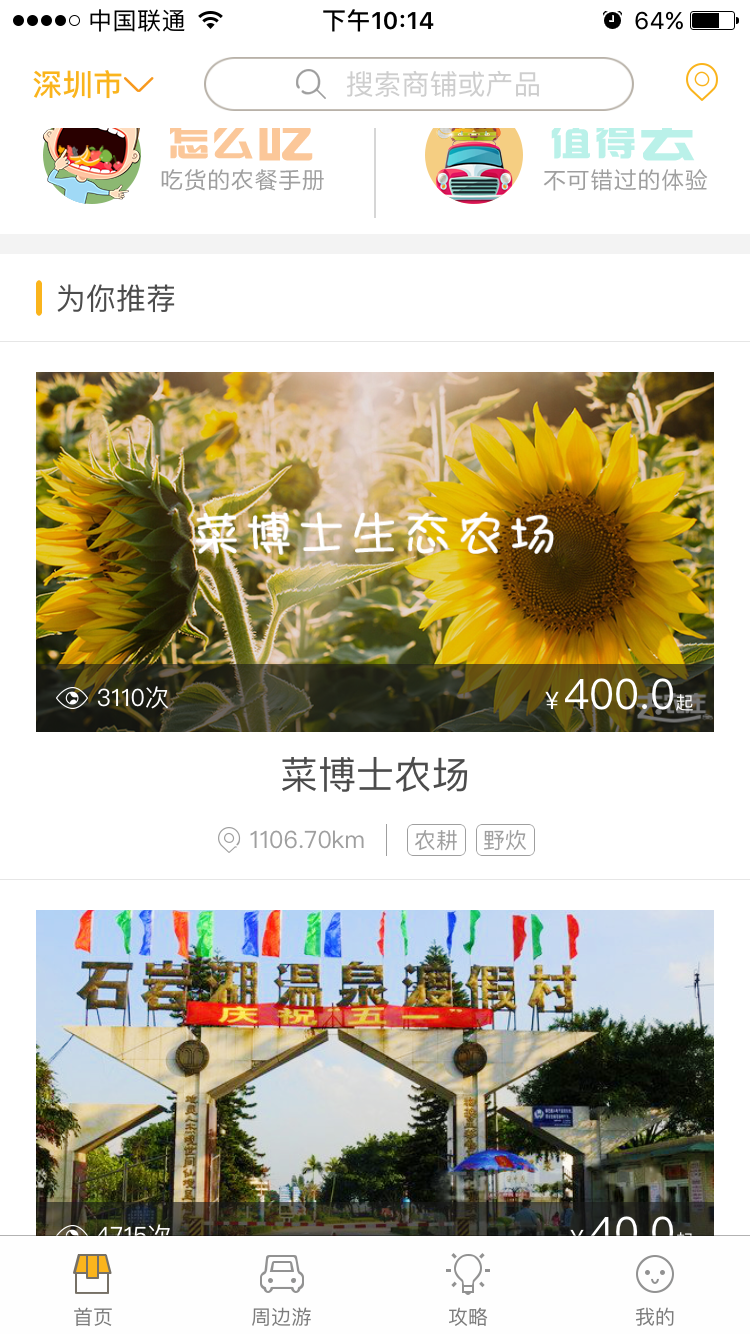 中国联通 下午10:14 64%
深圳市 搜索商铺或产品
怎么吃 值得去
吃货的农餐手册 不可错过的体验
为你推荐
菜博士生态农场
3110次 ¥400.0起
菜博士农场
1106.70km 农耕 野炊
石岩湖温泉渡假村
庆祝“五一”
4715次 ¥40.0起
首页 周边游 攻略 我的